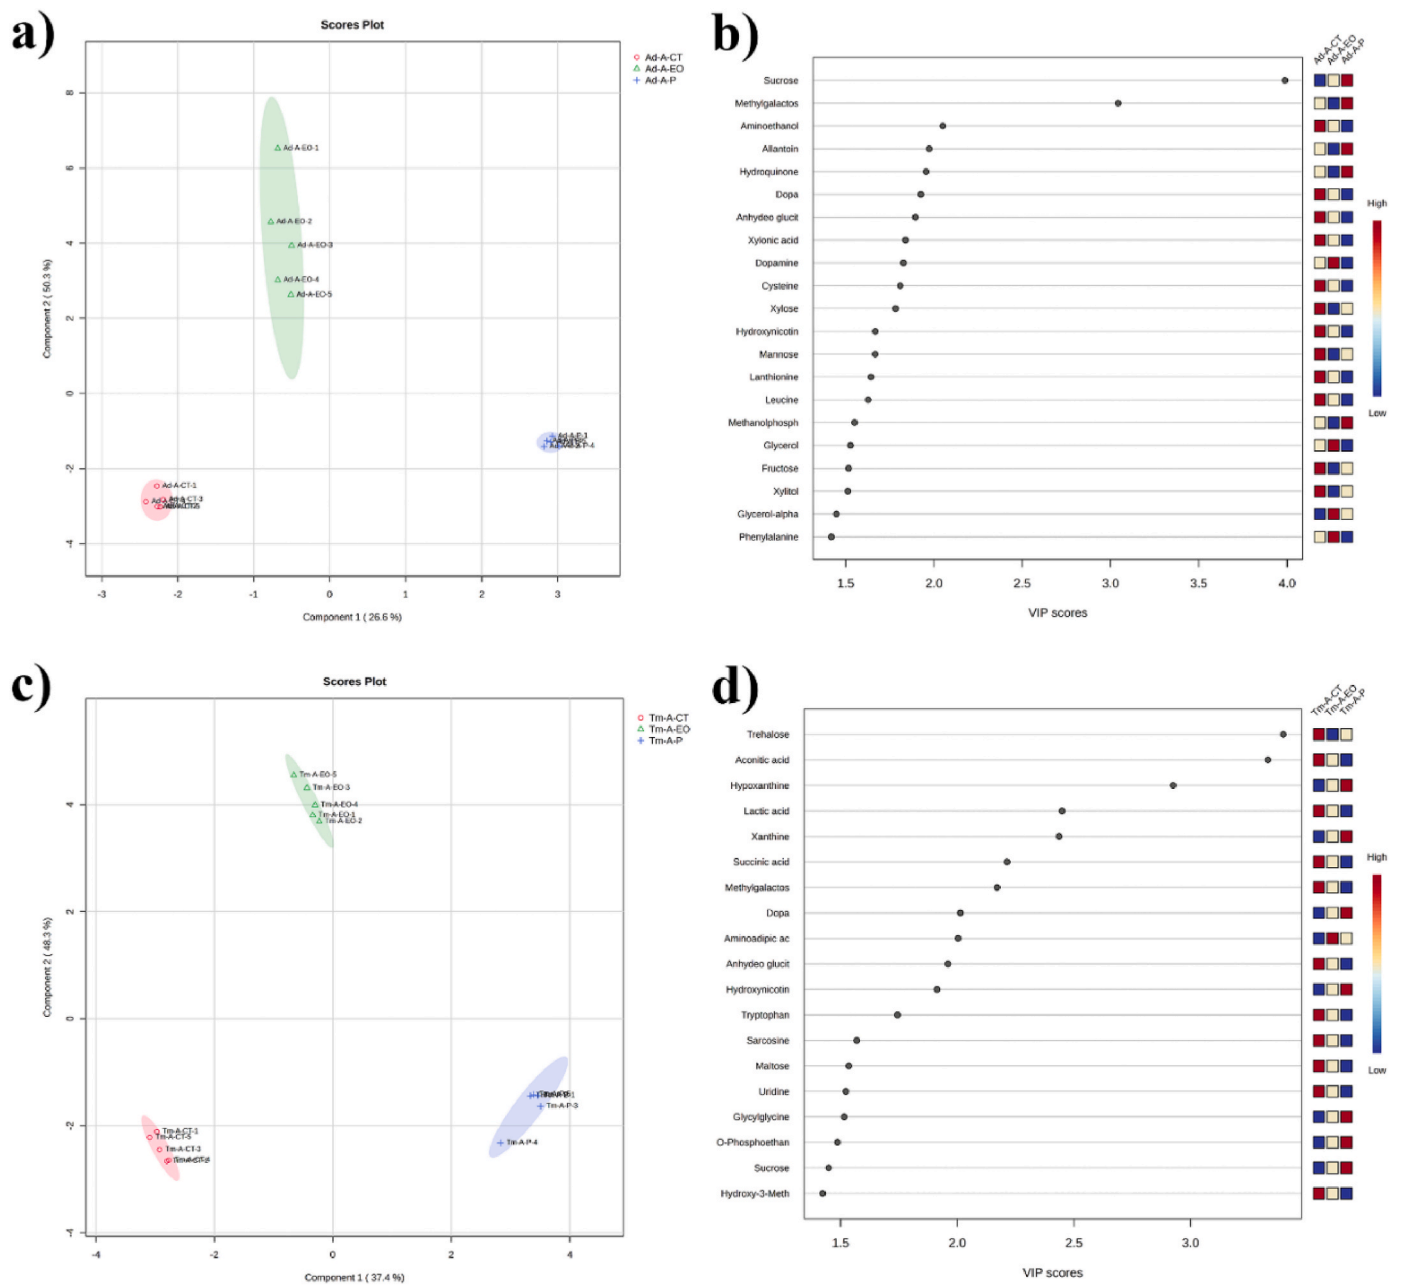 a)
Scores Plot
Ad-A-CT
Ad-A-EO
Ad-A-P
8
6
4
2
0
-2
-4
Component 2 ( 50.3 %)
Ad-A-EO-1
Ad-A-EO-2
Ad-A-EO-3
Ad-A-EO-4
Ad-A-EO-5
Ad-A-CT-1
Ad-A-CT-3
-3 -2 -1 0 1 2 3
Component 1 ( 26.6 %)
b)
Ad-A-CT
Ad-A-EO
Ad-A-P
Sucrose
Methylgalactos
Aminoethanol
Allantoin
Hydroquinone
Dopa
Anhydeo glucit
Xylonic acid
Dopamine
Cysteine
Xylose
Hydroxynicotin
Mannose
Lanthionine
Leucine
Methanolphosph
Glycerol
Fructose
Xylitol
Glycerol-alpha
Phenylalanine
High
Low
1.5 2.0 2.5 3.0 3.5 4.0
VIP scores
c)
Scores Plot
Tm-A-CT
Tm-A-EO
Tm-A-P
4
2
0
-2
-4
Component 2 ( 48.3 %)
Tm-A-EO-5
Tm-A-EO-3
Tm-A-EO-4
Tm-A-EO-1
Tm-A-EO-2
Tm-A-P-3
Tm-A-P-4
Tm-A-CT-1
Tm-A-CT-5
Tm-A-CT-3
-4 -2 0 2 4
Component 1 ( 37.4 %)
d)
Tm-A-CT
Tm-A-EO
Tm-A-P
Trehalose
Aconitic acid
Hypoxanthine
Lactic acid
Xanthine
Succinic acid
Methylgalactos
Dopa
Aminoadipic ac
Anhydeo glucit
Hydroxynicotin
Tryptophan
Sarcosine
Maltose
Uridine
Glycylglycine
O-Phosphoethan
Sucrose
Hydroxy-3-Meth
High
Low
1.5 2.0 2.5 3.0
VIP scores